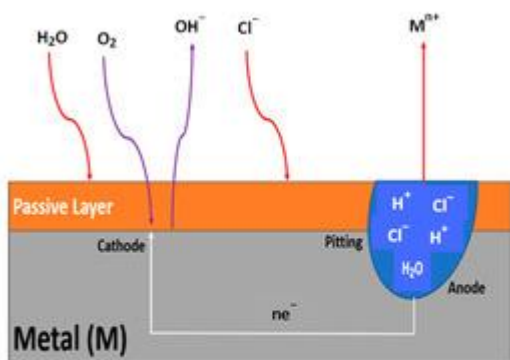 H₂O
O₂
OH⁻
Cl⁻
Mⁿ⁺
Passive Layer
H⁺
Cl⁻
Cl⁻
H⁺
H₂O
Cathode
Pitting
Anode
ne⁻
Metal (M)